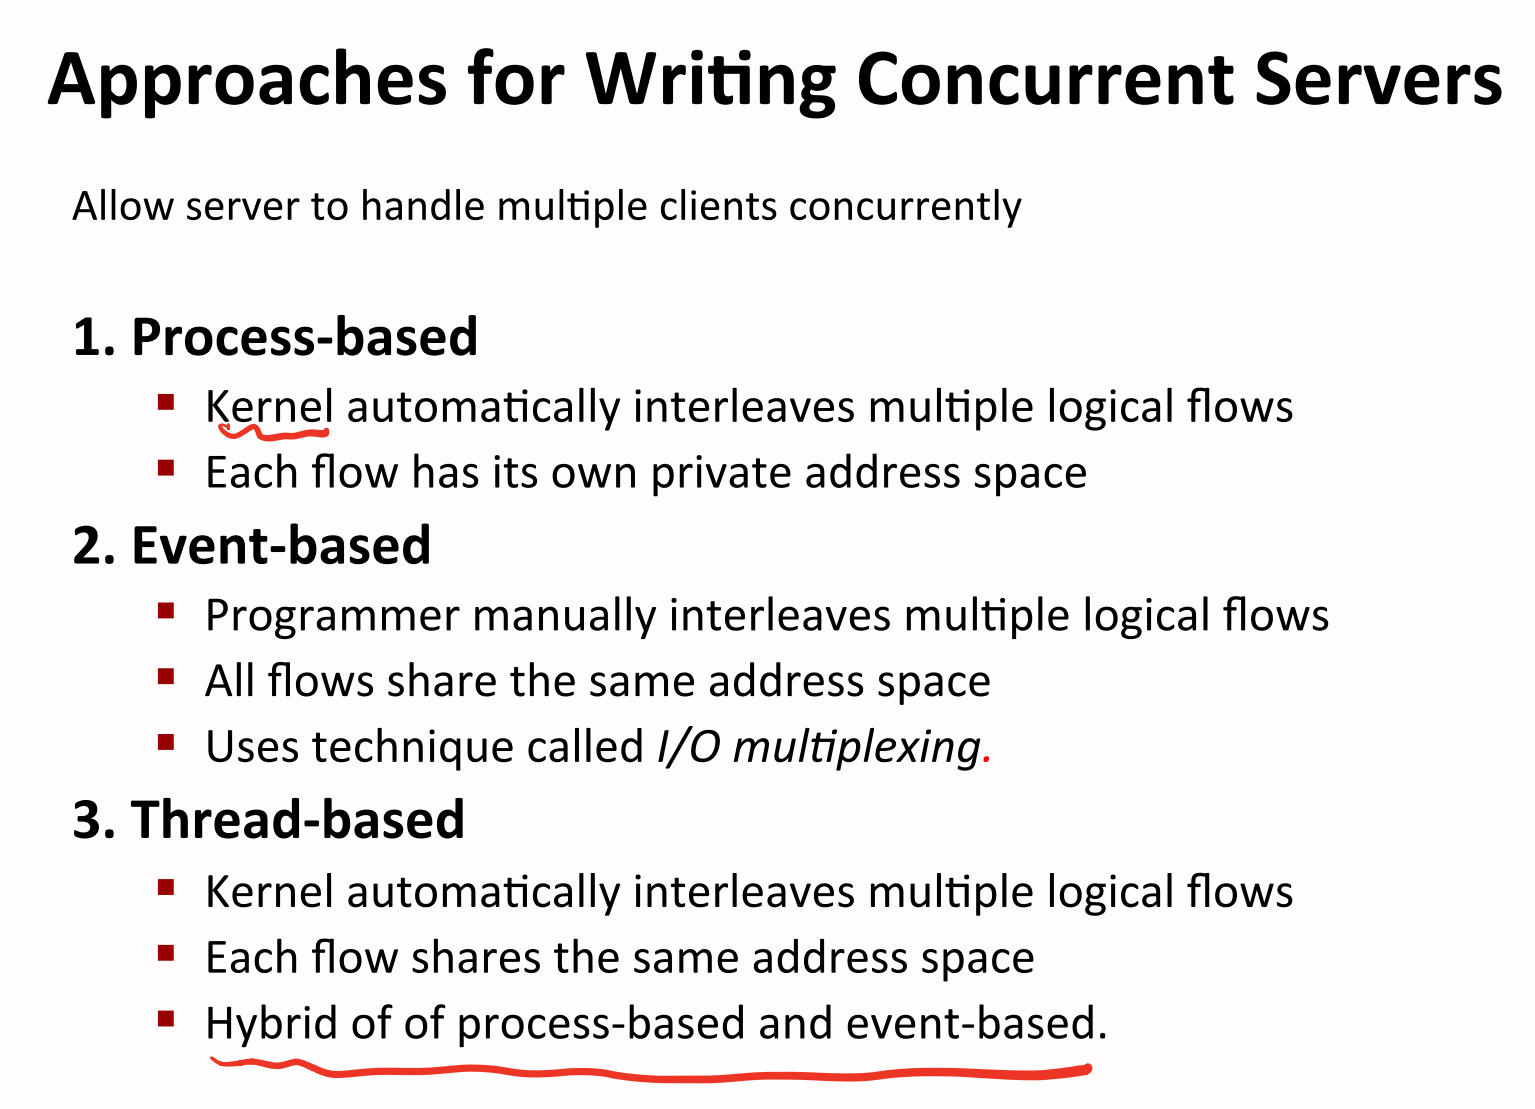 Approaches for Writing Concurrent Servers
Allow server to handle multiple clients concurrently
1. Process-based
▪ Kernel automatically interleaves multiple logical flows
▪ Each flow has its own private address space
2. Event-based
▪ Programmer manually interleaves multiple logical flows
▪ All flows share the same address space
▪ Uses technique called I/O multiplexing.
3. Thread-based
▪ Kernel automatically interleaves multiple logical flows
▪ Each flow shares the same address space
▪ Hybrid of of process-based and event-based.